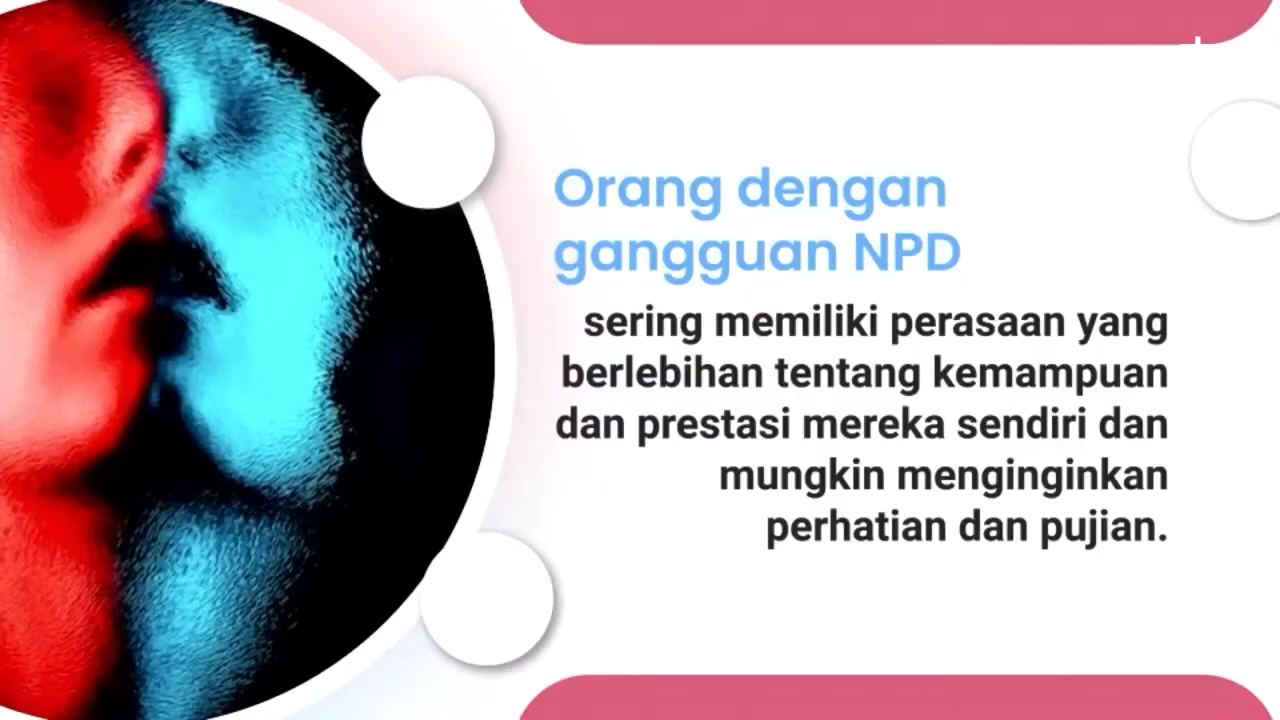 Orang dengan
gangguan NPD
sering memiliki perasaan yang
berlebihan tentang kemampuan
dan prestasi mereka sendiri dan
mungkin menginginkan
perhatian dan pujian.